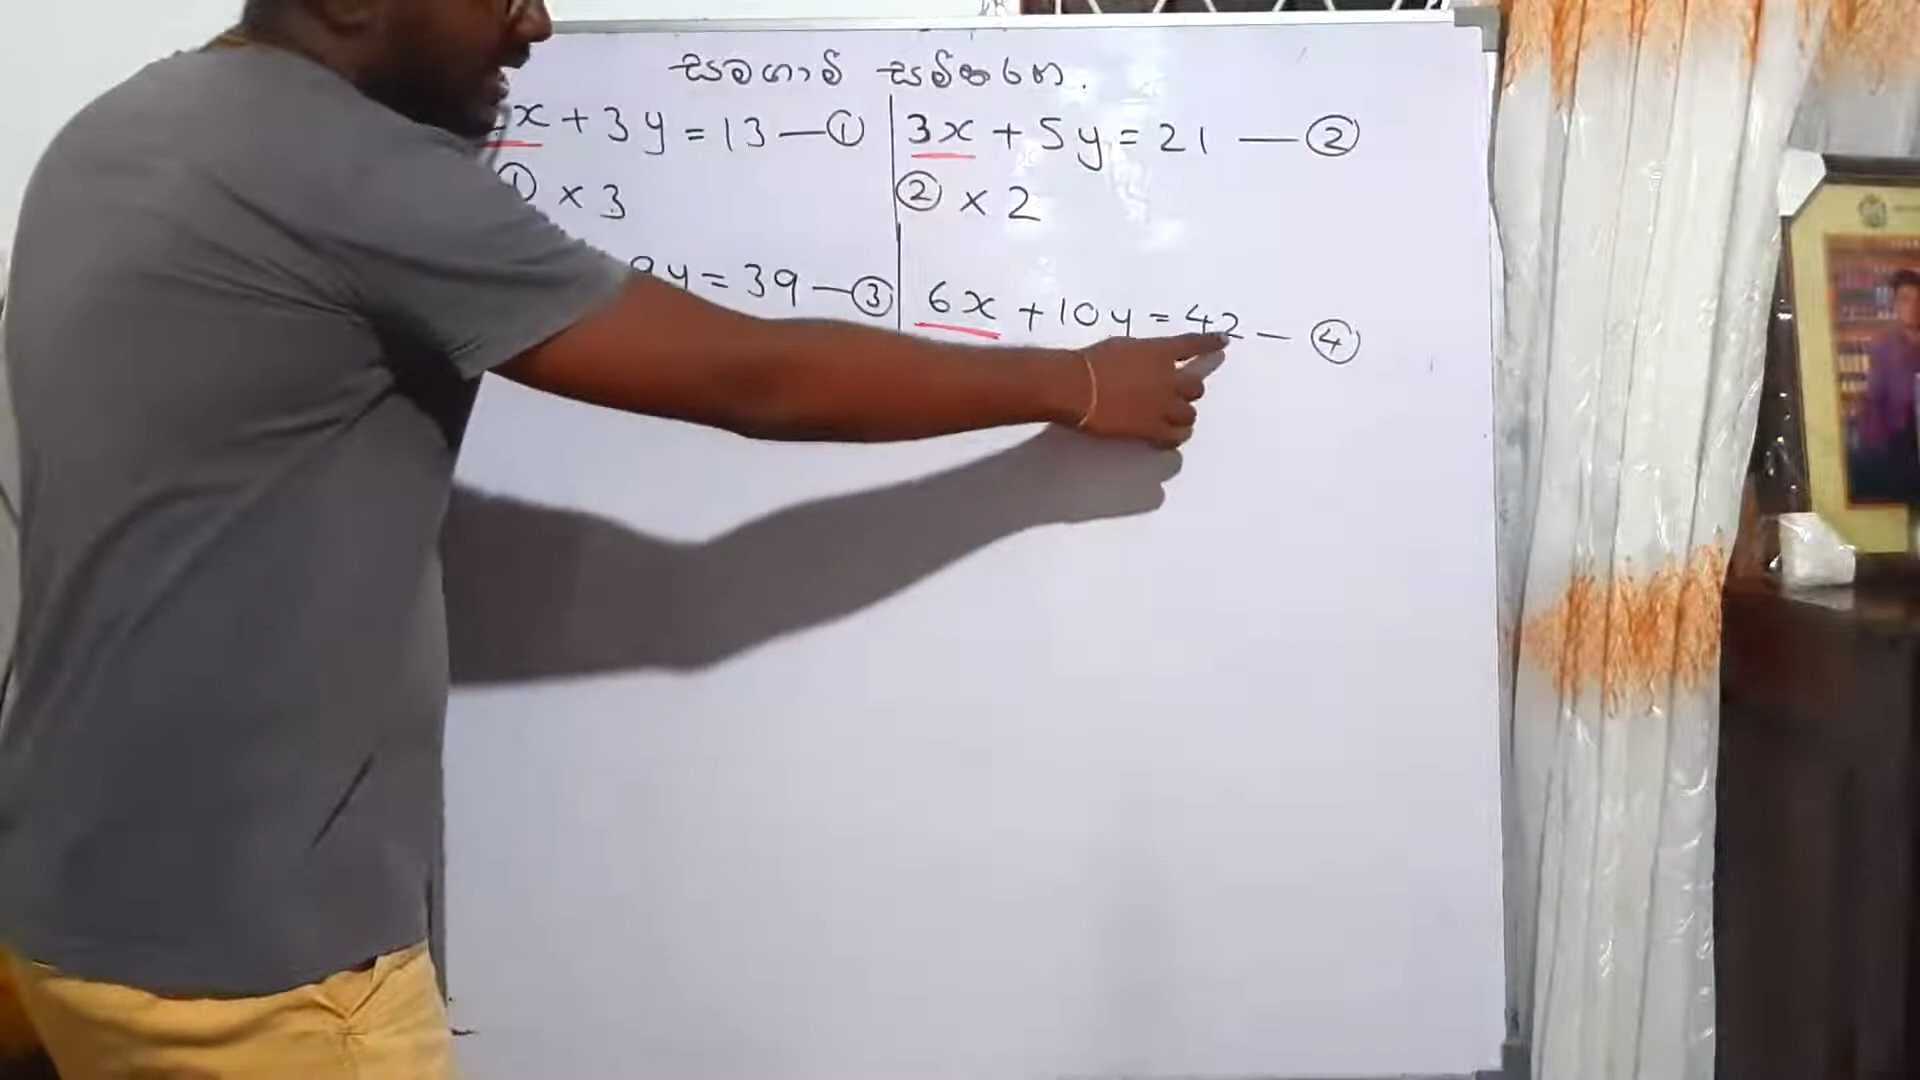 සමගාමි සමීකරණ.
x + 3y = 13 — ① | 3x + 5y = 21 — ②
① × 3 | ② × 2
9y = 39 — ③ | 6x + 10y = 42 — ④